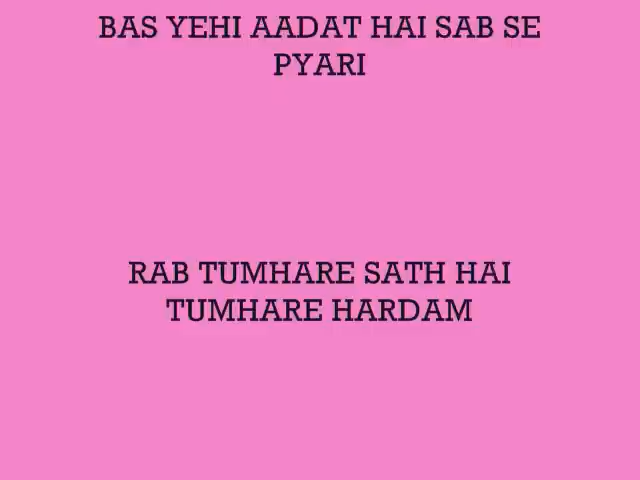 BAS YEHI AADAT HAI SAB SE
PYARI
RAB TUMHARE SATH HAI
TUMHARE HARDAM